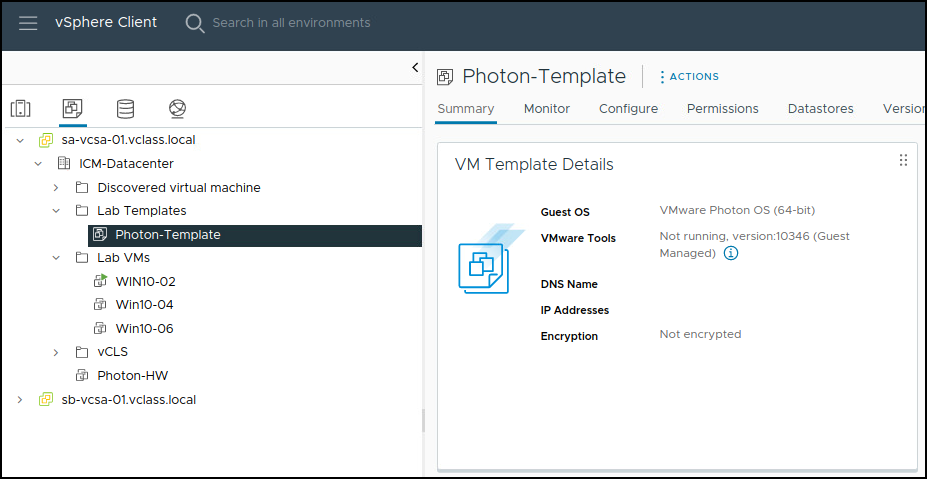 vSphere Client
Search in all environments
Photon-Template
ACTIONS
Summary
Monitor
Configure
Permissions
Datastores
Version
sa-vcsa-01.vclass.local
ICM-Datacenter
Discovered virtual machine
Lab Templates
Photon-Template
Lab VMs
WIN10-02
Win10-04
Win10-06
vCLS
Photon-HW
sb-vcsa-01.vclass.local
VM Template Details
Guest OS VMware Photon OS (64-bit)
VMware Tools Not running, version:10346 (Guest
Managed)
DNS Name
IP Addresses
Encryption Not encrypted